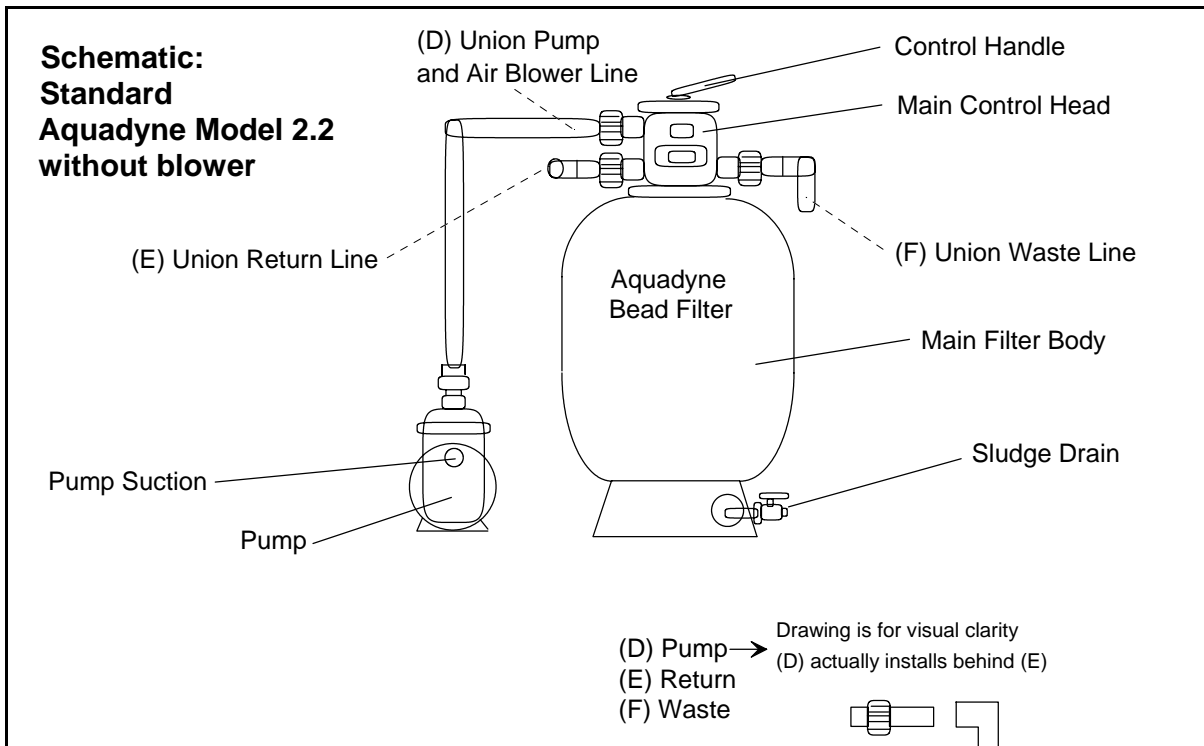 Schematic:
Standard
Aquadyne Model 2.2
without blower
(D) Union Pump
and Air Blower Line
Control Handle
Main Control Head
(E) Union Return Line
(F) Union Waste Line
Aquadyne
Bead Filter
Main Filter Body
Pump Suction
Sludge Drain
Pump
(D) Pump
(E) Return
(F) Waste
Drawing is for visual clarity
(D) actually installs behind (E)